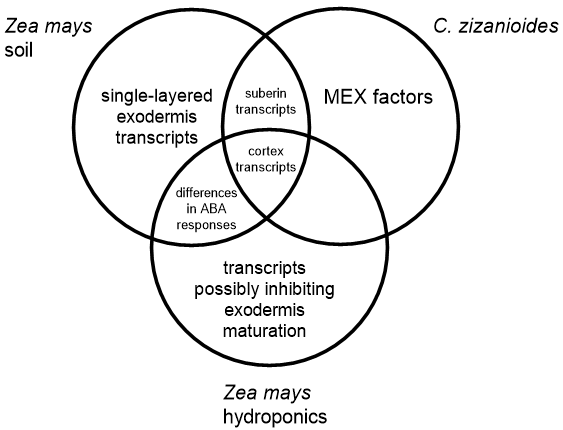 Zea mays
soil
C. zizanioides
single-layered
exodermis
transcripts
suberin
transcripts
MEX factors
cortex
transcripts
differences
in ABA
responses
transcripts
possibly inhibiting
exodermis
maturation
Zea mays
hydroponics